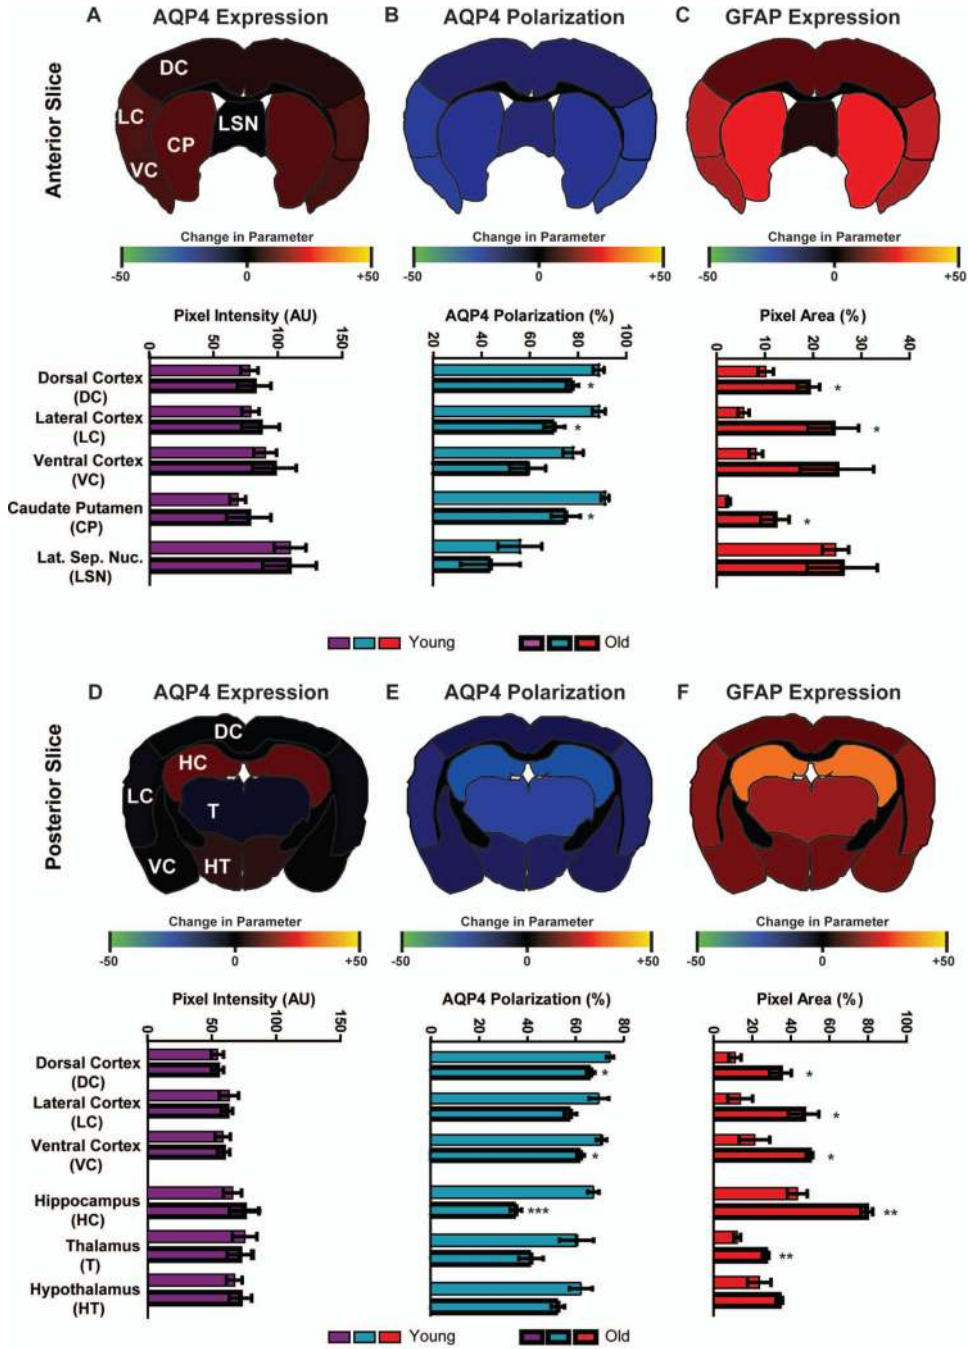 A AQP4 Expression
B AQP4 Polarization
C GFAP Expression
Anterior Slice
DC
LC
LSN
CP
VC
Change in Parameter
-50 0 +50
Change in Parameter
-50 0 +50
Change in Parameter
-50 0 +50
Pixel Intensity (AU)
0 50 100 150
AQP4 Polarization (%)
20 40 60 80 100
Pixel Area (%)
0 10 20 30 40
Dorsal Cortex
(DC)
* *
Lateral Cortex
(LC)
* *
Ventral Cortex
(VC)
Caudate Putamen
(CP)
* *
Lat. Sep. Nuc.
(LSN)
Young Old
D AQP4 Expression
E AQP4 Polarization
F GFAP Expression
Posterior Slice
DC
HC
LC
T
VC
HT
Change in Parameter
-50 0 +50
Change in Parameter
-50 0 +50
Change in Parameter
-50 0 +50
Pixel Intensity (AU)
0 50 100 150
AQP4 Polarization (%)
0 20 40 60 80
Pixel Area (%)
0 20 40 60 80 100
Dorsal Cortex
(DC)
* *
Lateral Cortex
(LC)
*
Ventral Cortex
(VC)
* *
Hippocampus
(HC)
*** **
Thalamus
(T)
**
Hypothalamus
(HT)
Young Old